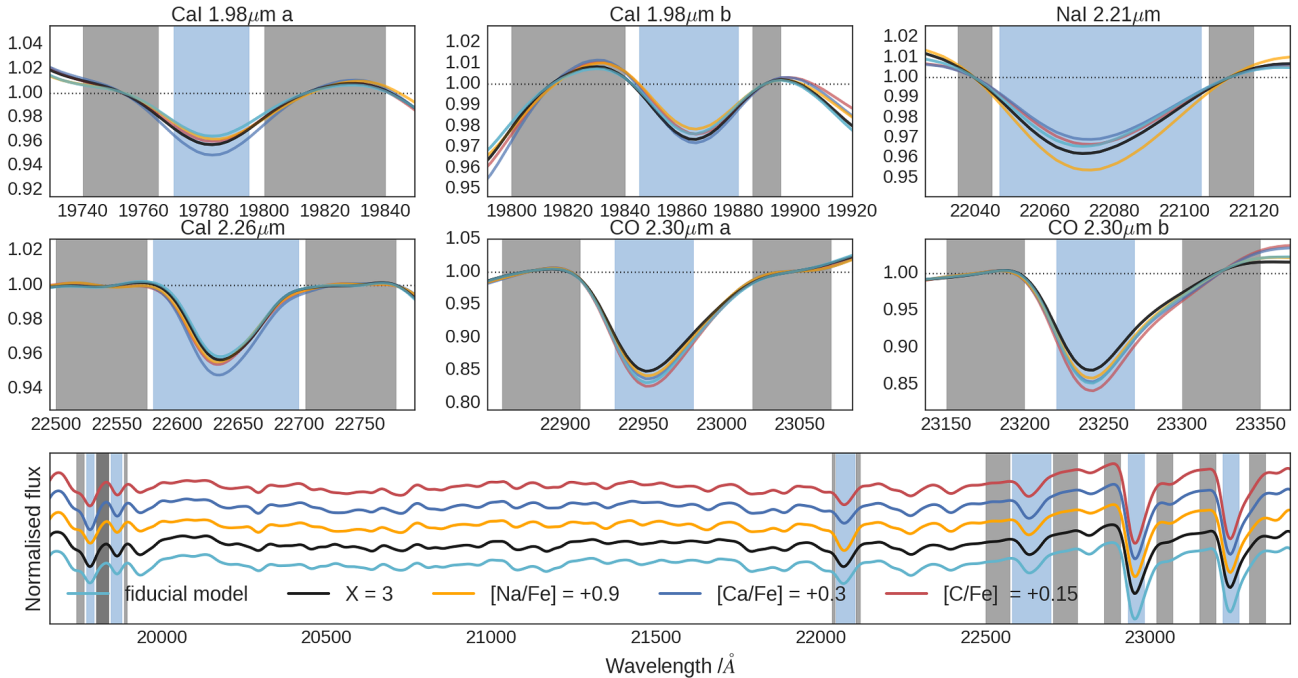 CaI 1.98μm a
1.04
1.02
1.00
0.98
0.96
0.94
0.92
19740 19760 19780 19800 19820 19840
CaI 1.98μm b
1.02
1.01
1.00
0.99
0.98
0.97
0.96
0.95
19800 19820 19840 19860 19880 19900 19920
NaI 2.21μm
1.02
1.01
1.00
0.99
0.98
0.97
0.96
0.95
22040 22060 22080 22100 22120
CaI 2.26μm
1.02
1.00
0.98
0.96
0.94
22500 22550 22600 22650 22700 22750
CO 2.30μm a
1.05
1.00
0.95
0.90
0.85
0.80
22900 22950 23000 23050
CO 2.30μm b
1.00
0.95
0.90
0.85
23150 23200 23250 23300 23350
Normalised flux
fiducial model X = 3 [Na/Fe] = +0.9 [Ca/Fe] = +0.3 [C/Fe] = +0.15
20000 20500 21000 21500 22000 22500 23000
Wavelength /Å